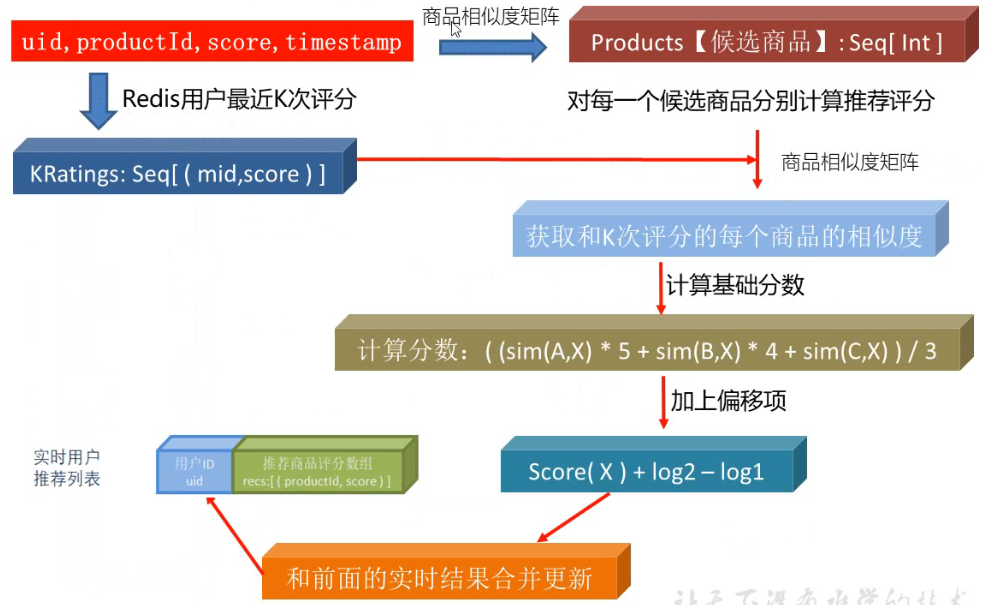 商品相似度矩阵
uid,productId,score,timestamp
Products【候选商品】: Seq[ Int ]
Redis用户最近K次评分
对每一个候选商品分别计算推荐评分
KRatings: Seq[ ( mid,score ) ]
商品相似度矩阵
获取和K次评分的每个商品的相似度
计算基础分数
计算分数：( (sim(A,X) * 5 + sim(B,X) * 4 + sim(C,X) ) / 3
加上偏移项
实时用户
推荐列表
用户ID
uid
推荐商品评分数组
recs:[ ( productId, score ) ]
Score( X ) + log2 – log1
和前面的实时结果合并更新